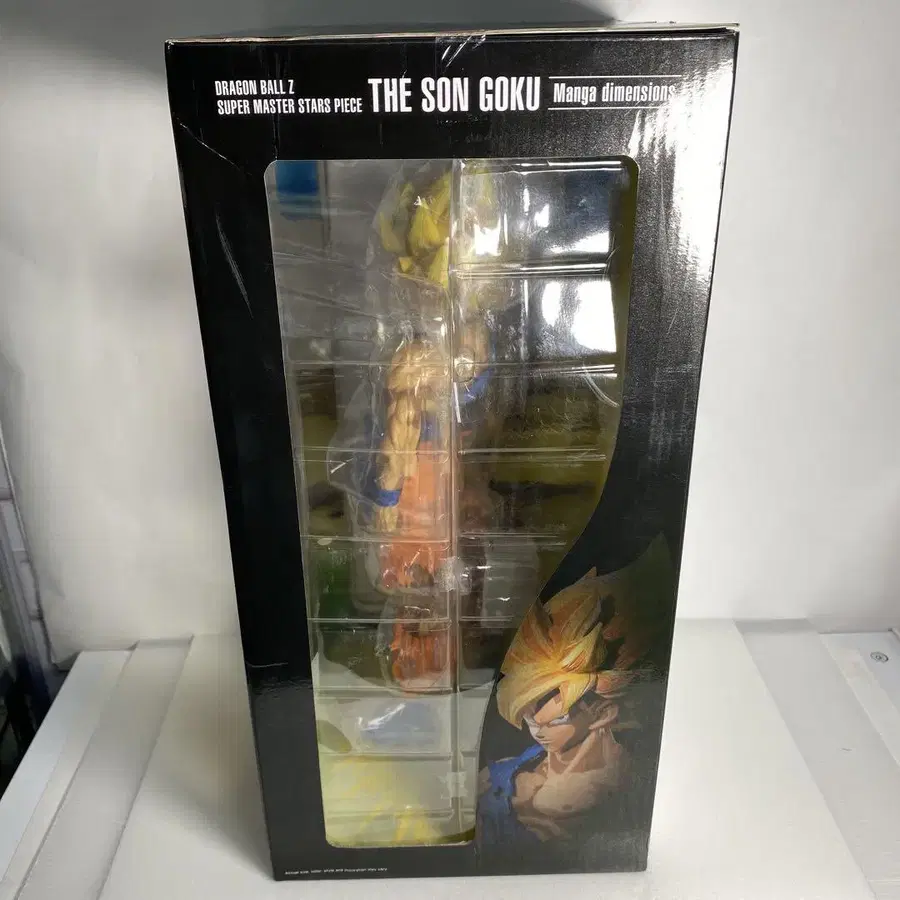 DRAGON BALL Z
SUPER MASTER STARS PIECE
THE SON GOKU
Manga dimensions